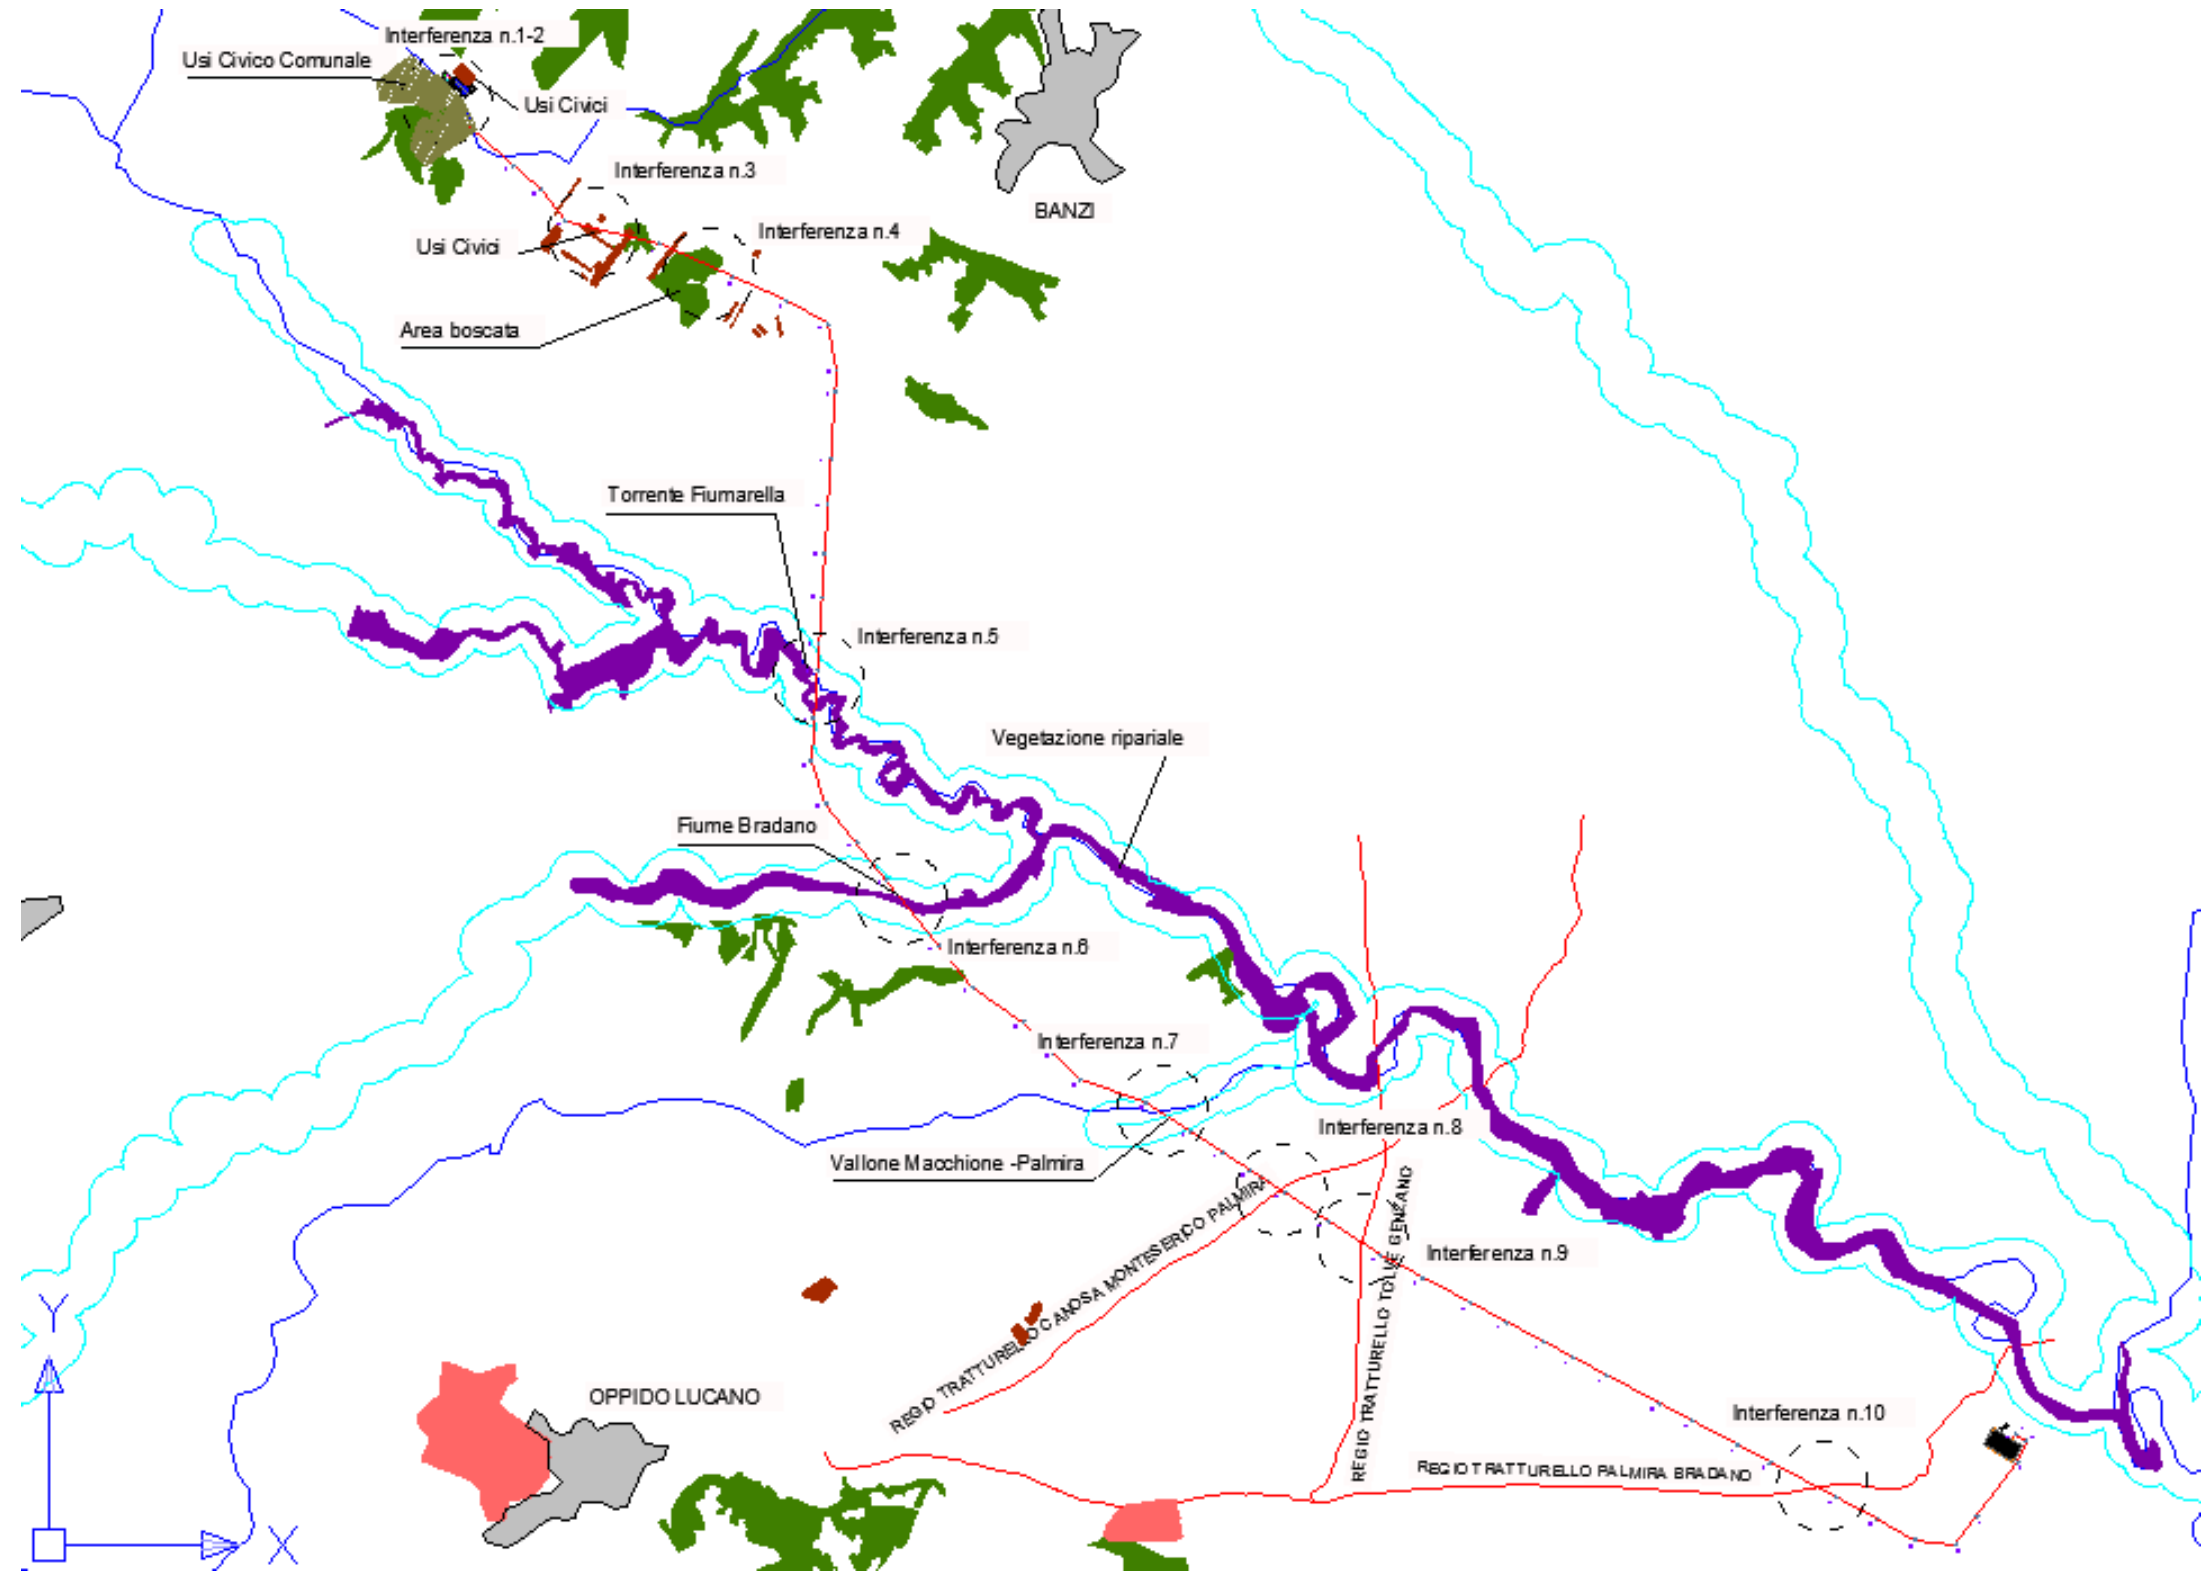 Interferenza n.1-2
Usi Civico Comunale
Usi Civici
Interferenza n.3
BANZI
Interferenza n.4
Usi Civici
Area boscata
Torrente Fiumarella
Interferenza n.5
Vegetazione ripariale
Fiume Bradano
Interferenza n.6
Interferenza n.7
Interferenza n.8
Vallone Macchione -Palmira
REGIO TRATTURELLO CANOSA MONTESERICO PALMIRA
REGIO TRATTURELLO TOLVE GENZANO
Interferenza n.9
Y
OPPIDO LUCANO
Interferenza n.10
REGIO TRATTURELLO PALMIRA BRADANO
X